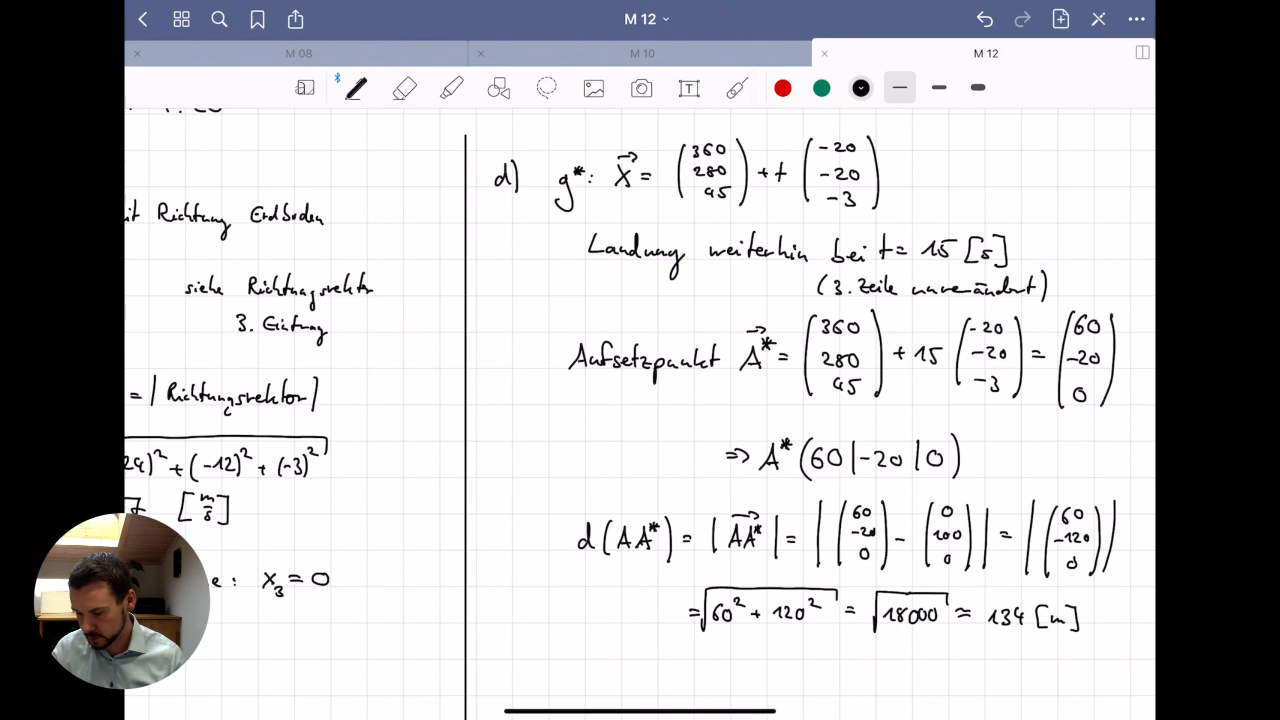 M 12
M 08
M 10
M 12
Richtung Erdboden
siehe Richtungsvektor
3. Eintrag
= |Richtungsvektor|
24)² + (-12)² + (-3)²
[m/s]
e: x₃ = 0
d) g*: X⃗ = (360 280 45) + t (-20 -20 -3)
Landung weiterhin bei t = 15 [s]
(3. Zeile unverändert)
Aufsetzpunkt A⃗* = (360 280 45) + 15 (-20 -20 -3) = (60 -20 0)
⇒ A* (60 | -20 | 0)
d(AA*) = |AA*⃗| = |(60 -20 0) - (0 100 0)| = |(60 -120 0)|
= √(60² + 120²) = √18000 ≈ 134 [m]